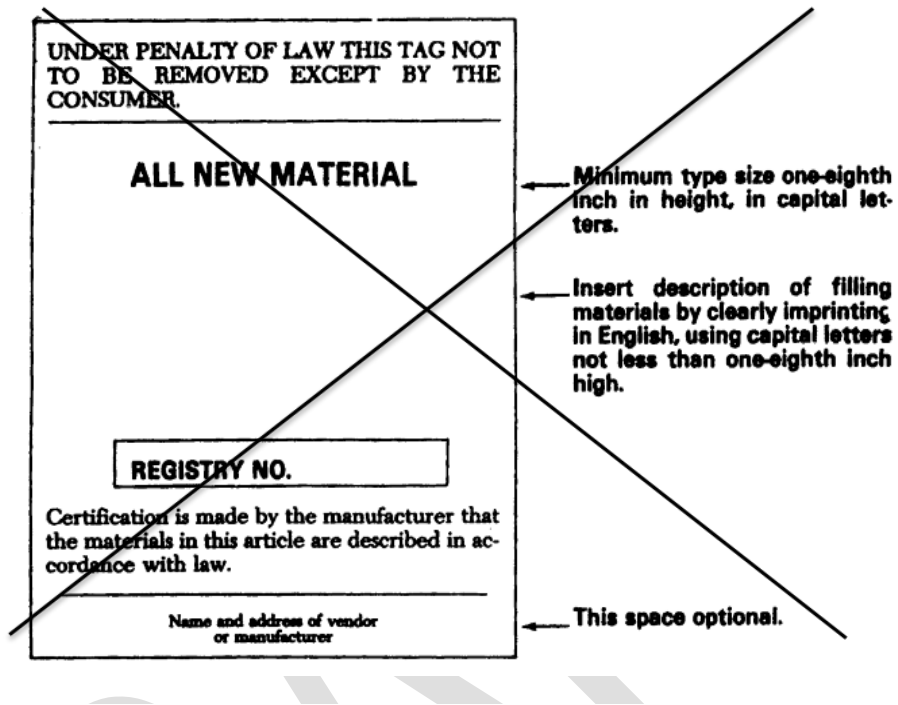 UNDER PENALTY OF LAW THIS TAG NOT
TO BE REMOVED EXCEPT BY THE
CONSUMER.
ALL NEW MATERIAL
Minimum type size one-eighth
inch in height, in capital let-
ters.
Insert description of filling
materials by clearly imprinting
in English, using capital letters
not less than one-eighth inch
high.
REGISTRY NO.
Certification is made by the manufacturer that
the materials in this article are described in ac-
cordance with law.
Name and address of vendor
or manufacturer
This space optional.